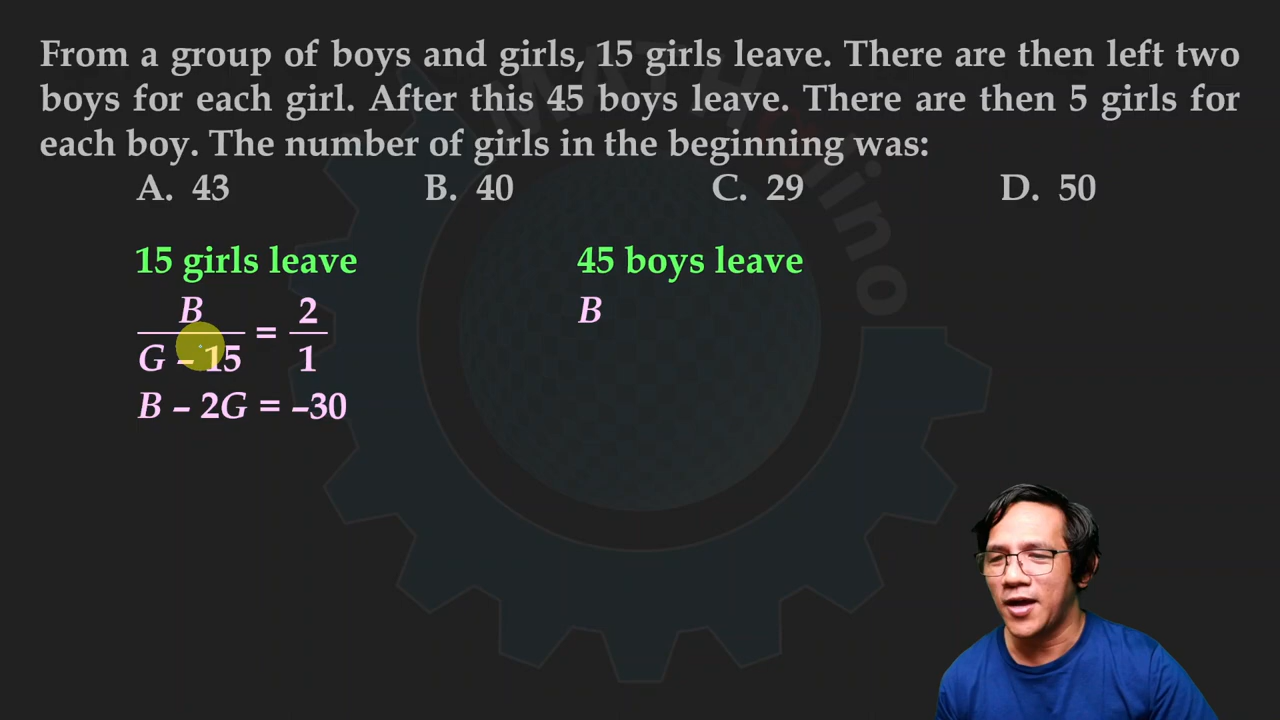 From a group of boys and girls, 15 girls leave. There are then left two
boys for each girl. After this 45 boys leave. There are then 5 girls for
each boy. The number of girls in the beginning was:
A. 43 B. 40 C. 29 D. 50
15 girls leave 45 boys leave
B / G – 15 = 2 / 1 B
B – 2G = –30
MATH lino